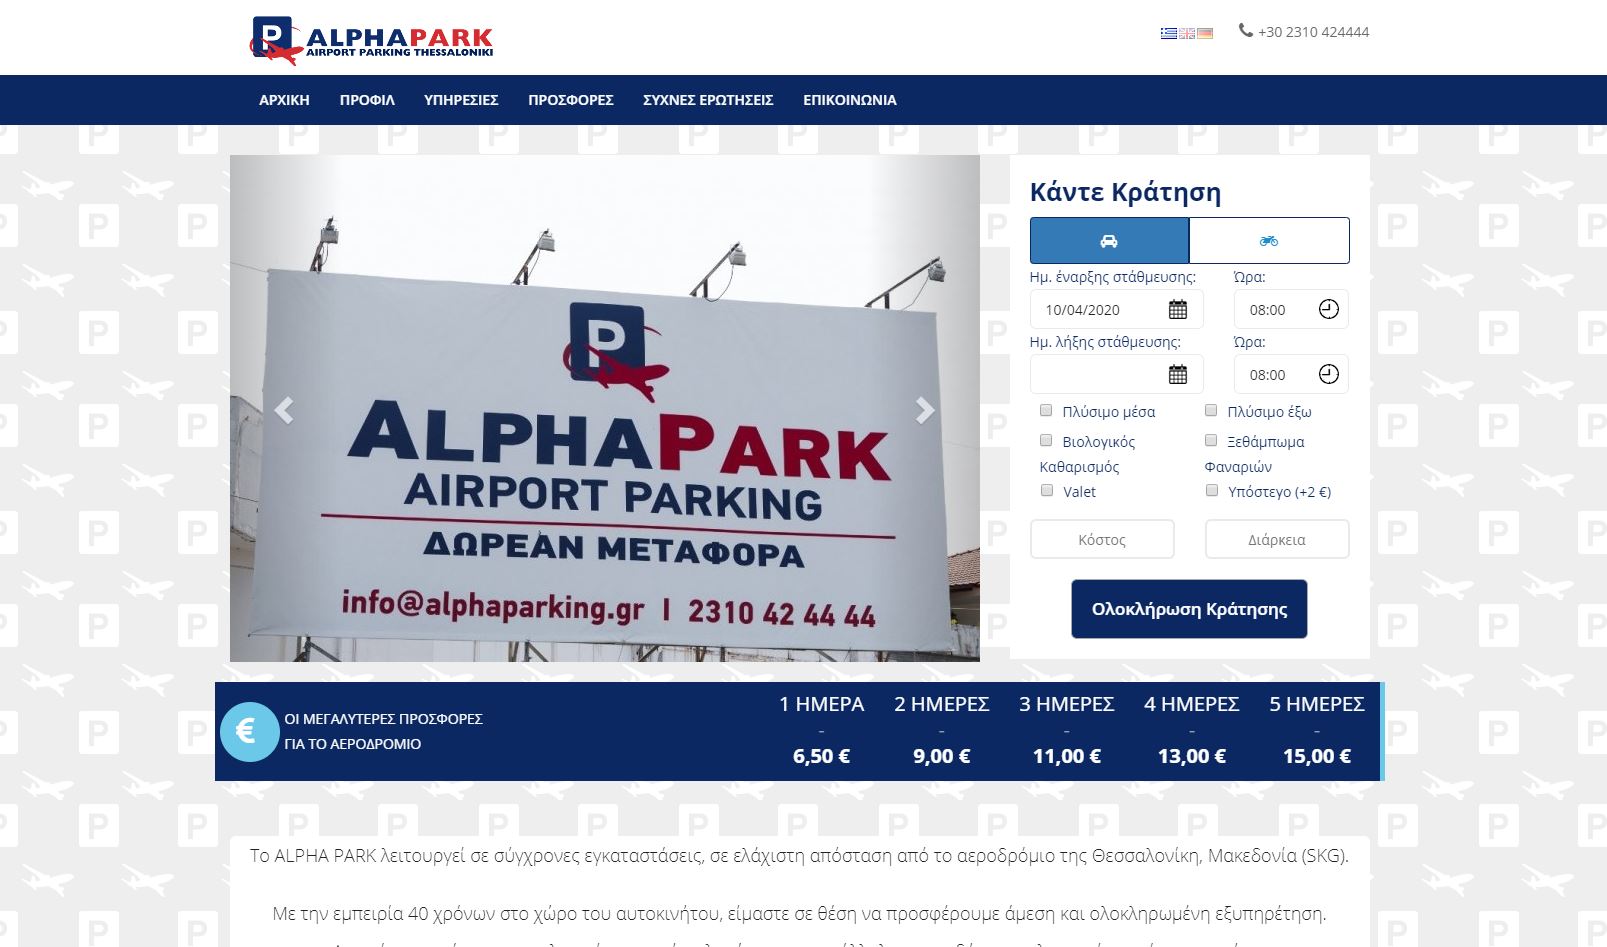 ALPHAPARK
AIRPORT PARKING THESSALONIKI
+30 2310 424444
ΑΡΧΙΚΗ ΠΡΟΦΙΛ ΥΠΗΡΕΣΙΕΣ ΠΡΟΣΦΟΡΕΣ ΣΥΧΝΕΣ ΕΡΩΤΗΣΕΙΣ ΕΠΙΚΟΙΝΩΝΙΑ
P
ALPHAPARK
AIRPORT PARKING
ΔΩΡΕΑΝ ΜΕΤΑΦΟΡΑ
info@alphaparking.gr | 2310 42 44 44
Κάντε Κράτηση
Ημ. έναρξης στάθμευσης: Ώρα:
10/04/2020 08:00
Ημ. λήξης στάθμευσης: Ώρα:
08:00
Πλύσιμο μέσα Πλύσιμο έξω
Βιολογικός Ξεθάμπωμα
Καθαρισμός Φαναριών
Valet Υπόστεγο (+2 €)
Κόστος Διάρκεια
Ολοκλήρωση Κράτησης
€ ΟΙ ΜΕΓΑΛΥΤΕΡΕΣ ΠΡΟΣΦΟΡΕΣ
ΓΙΑ ΤΟ ΑΕΡΟΔΡΟΜΙΟ
1 ΗΜΕΡΑ 2 ΗΜΕΡΕΣ 3 ΗΜΕΡΕΣ 4 ΗΜΕΡΕΣ 5 ΗΜΕΡΕΣ
- - - - -
6,50 € 9,00 € 11,00 € 13,00 € 15,00 €
Το ALPHA PARK λειτουργεί σε σύγχρονες εγκαταστάσεις, σε ελάχιστη απόσταση από το αεροδρόμιο της Θεσσαλονίκη, Μακεδονία (SKG).
Με την εμπειρία 40 χρόνων στο χώρο του αυτοκινήτου, είμαστε σε θέση να προσφέρουμε άμεση και ολοκληρωμένη εξυπηρέτηση.